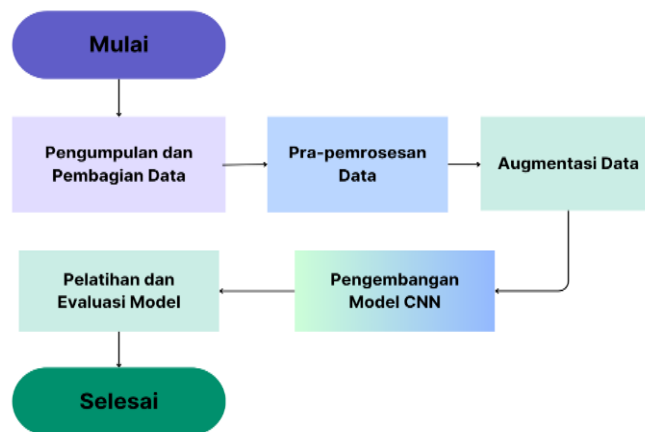 Mulai
Pengumpulan dan
Pembagian Data
Pra-pemrosesan
Data
Augmentasi Data
Pengembangan
Model CNN
Pelatihan dan
Evaluasi Model
Selesai